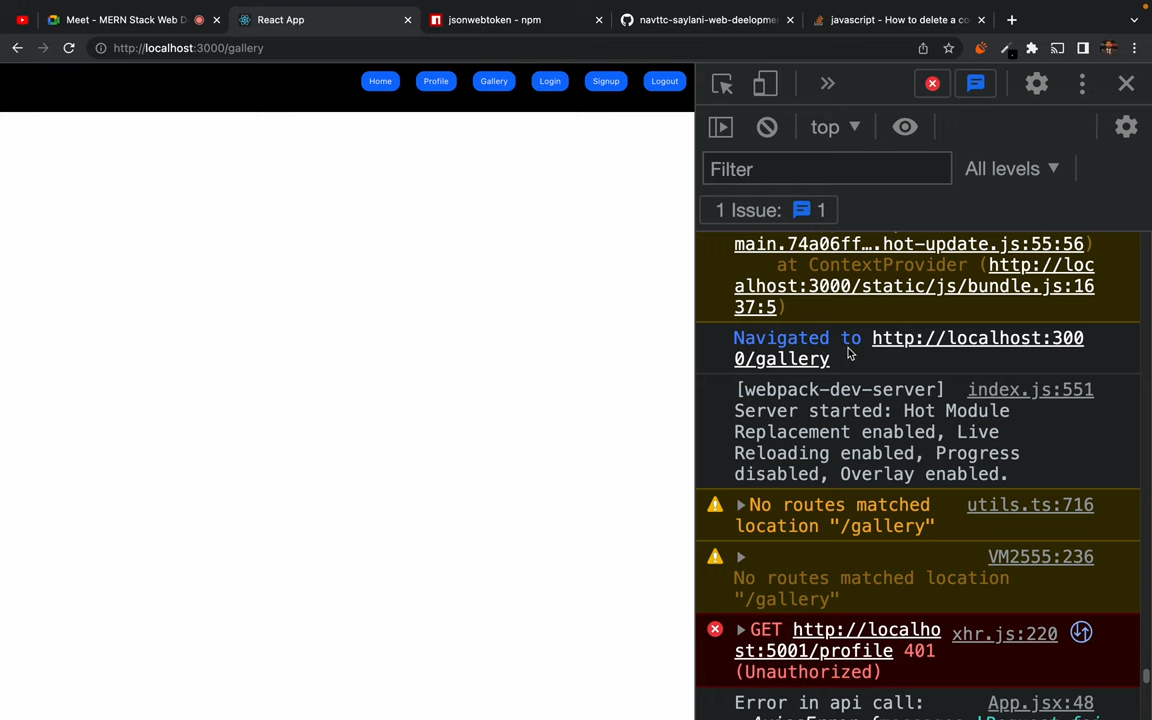 Meet - MERN Stack Web D
React App
jsonwebtoken - npm
navttc-saylani-web-deelopme
javascript - How to delete a co
http://localhost:3000/gallery
Home Profile Gallery Login Signup Logout
top
Filter
All levels
1 Issue: 1
main.74a06ff….hot-update.js:55:56)
at ContextProvider (http://loc
alhost:3000/static/js/bundle.js:16
37:5)
Navigated to http://localhost:300
0/gallery
[webpack-dev-server] index.js:551
Server started: Hot Module
Replacement enabled, Live
Reloading enabled, Progress
disabled, Overlay enabled.
No routes matched utils.ts:716
location "/gallery"
VM2555:236
No routes matched location
"/gallery"
GET http://localho xhr.js:220
st:5001/profile 401
(Unauthorized)
Error in api call: App.jsx:48